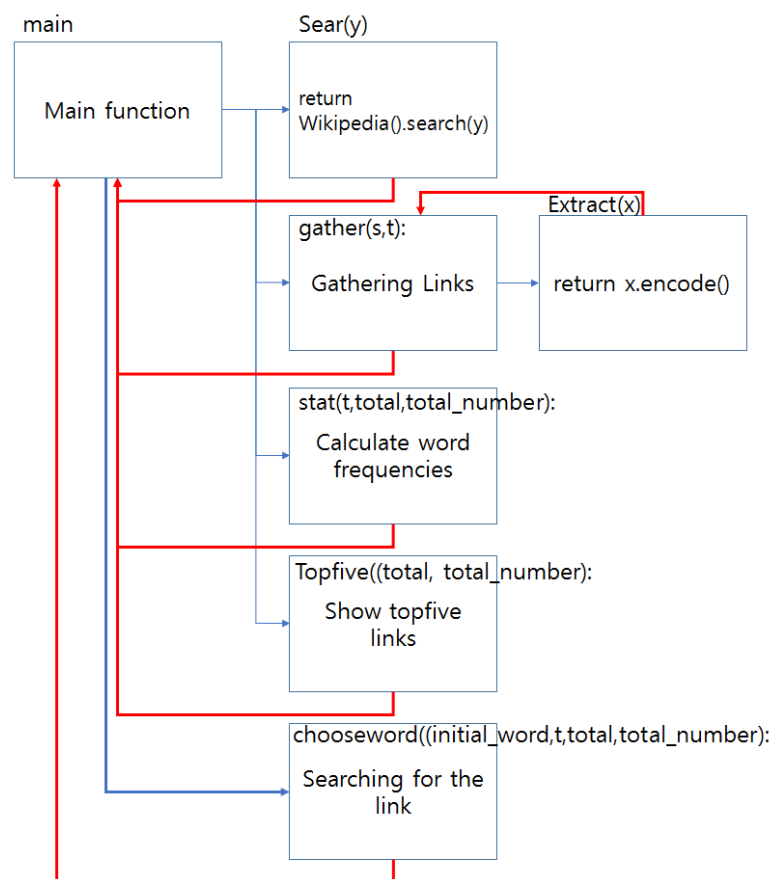 main
Sear(y)
Main function
return
Wikipedia().search(y)
Extract(x)
gather(s,t):
Gathering Links
return x.encode()
stat(t,total,total_number):
Calculate word
frequencies
Topfive((total, total_number):
Show topfive
links
chooseword((initial_word,t,total,total_number):
Searching for the
link